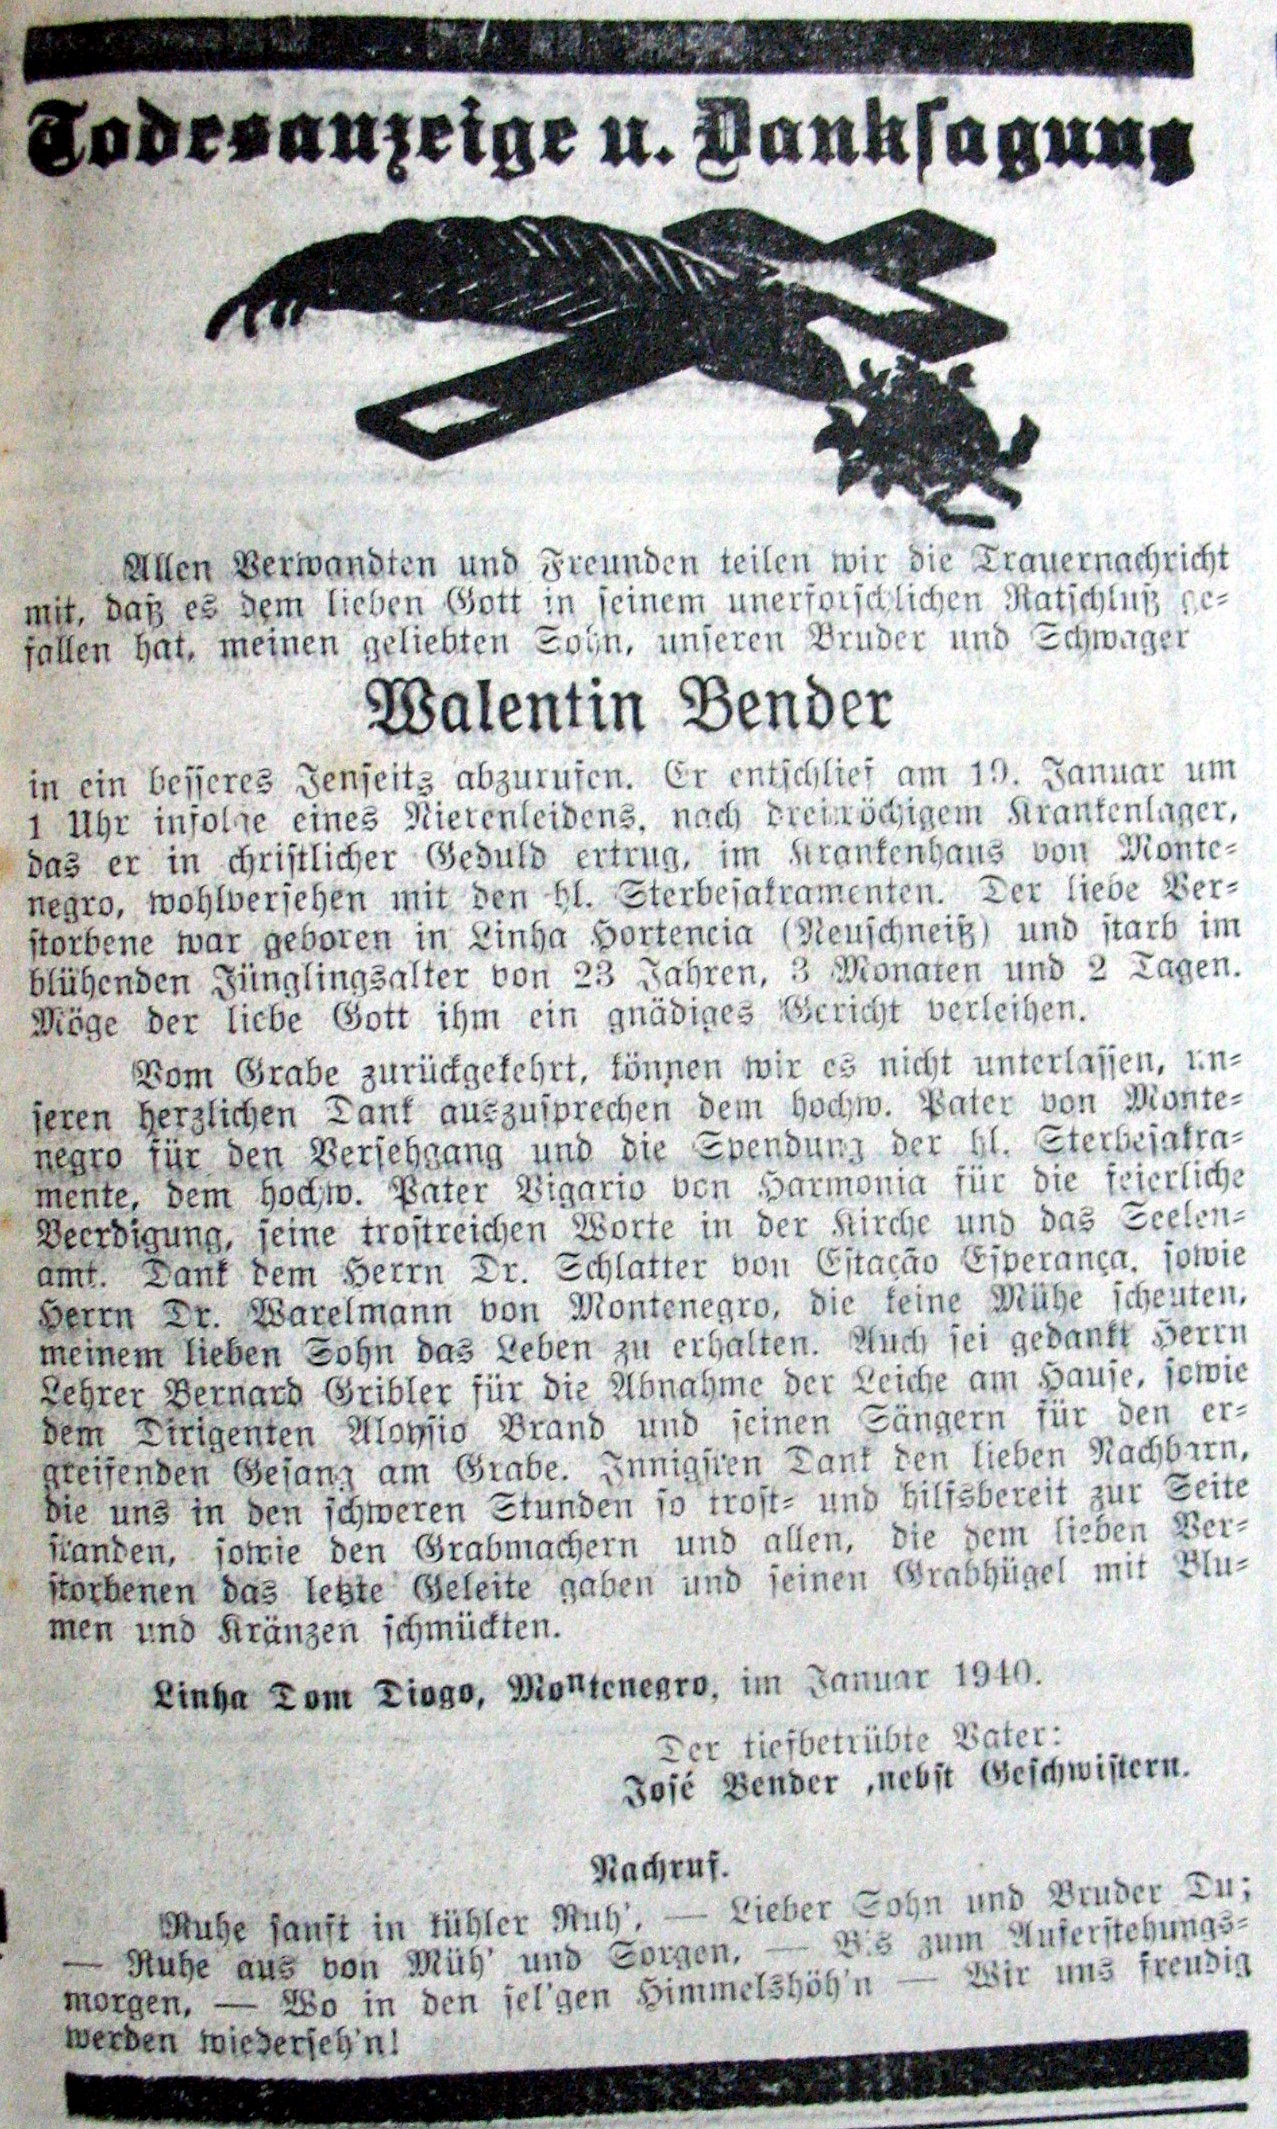 Todesanzeige u. Danksagung
Allen Verwandten und Freunden teilen wir die Trauernachricht
mit, daß es dem lieben Gott in seinem unerforschlichen Ratschluß ge-
fallen hat, meinen geliebten Sohn, unseren Bruder und Schwager
Walentin Bender
in ein besseres Jenseits abzurufen. Er entschlief am 19. Januar um
1 Uhr infolge eines Nierenleidens, nach dreiwöchigem Krankenlager,
das er in christlicher Geduld ertrug, im Krankenhaus von Monte-
negro, wohlversehen mit den hl. Sterbesakramenten. Der liebe Ver-
storbene war geboren in Linha Hortencia (Neuschneiß) und starb im
blühenden Jünglingsalter von 23 Jahren, 3 Monaten und 2 Tagen.
Möge der liebe Gott ihm ein gnädiges Gericht verleihen.
Vom Grabe zurückgekehrt, können wir es nicht unterlassen, un-
seren herzlichen Dank auszusprechen dem hochw. Pater von Monte-
negro für den Versehgang und die Spendung der hl. Sterbesakra-
mente, dem hochw. Pater Vigario von Harmonia für die feierliche
Beerdigung, seine trostreichen Worte in der Kirche und das Seelen-
amt. Dank dem Herrn Dr. Schlatter von Estação Esperança, sowie
Herrn Dr. Warelmann von Montenegro, die keine Mühe scheuten,
meinem lieben Sohn das Leben zu erhalten. Auch sei gedankt Herrn
Lehrer Bernard Gribler für die Abnahme der Leiche am Hause, sowie
dem Dirigenten Aloysio Brand und seinen Sängern für den er-
greifenden Gesang am Grabe. Innigsten Dank den lieben Nachbarn,
die uns in den schweren Stunden so trost- und hilfsbereit zur Seite
standen, sowie den Grabmachern und allen, die dem lieben Ver-
storbenen das letzte Geleite gaben und seinen Grabhügel mit Blu-
men und Kränzen schmückten.
Linha Dom Diogo, Montenegro, im Januar 1940.
Der tiefbetrübte Vater:
José Bender ,nebst Geschwistern.
Nachruf.
Ruhe sanft in kühler Ruh', — Lieber Sohn und Bruder Du;
— Ruhe aus von Müh' und Sorgen, — Bis zum Auferstehungs-
morgen, — Wo in den sel'gen Himmelshöh'n — Wir uns freudig
werden wiederseh'n!